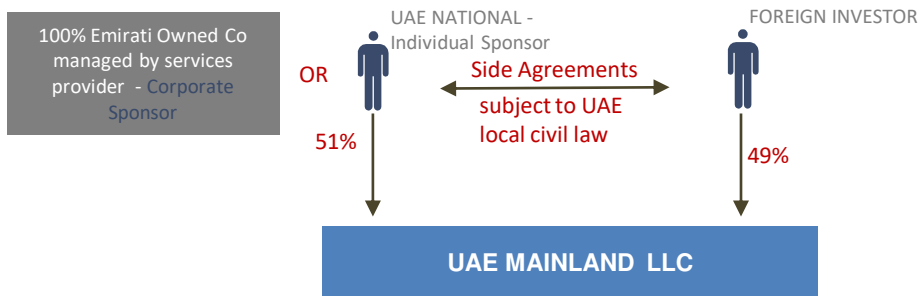 100% Emirati Owned Co
managed by services
provider - Corporate
Sponsor
OR
UAE NATIONAL -
Individual Sponsor
FOREIGN INVESTOR
Side Agreements
subject to UAE
local civil law
51%
49%
UAE MAINLAND LLC